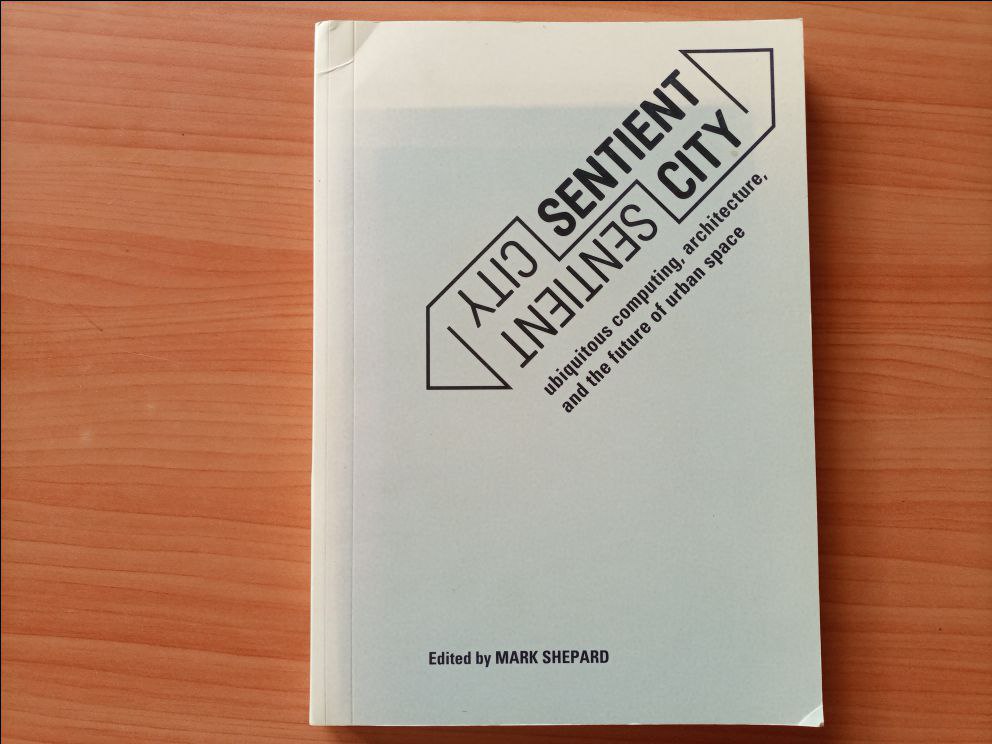 SENTIENT
CITY
SENTIENT
CITY
ubiquitous computing, architecture,
and the future of urban space
Edited by MARK SHEPARD